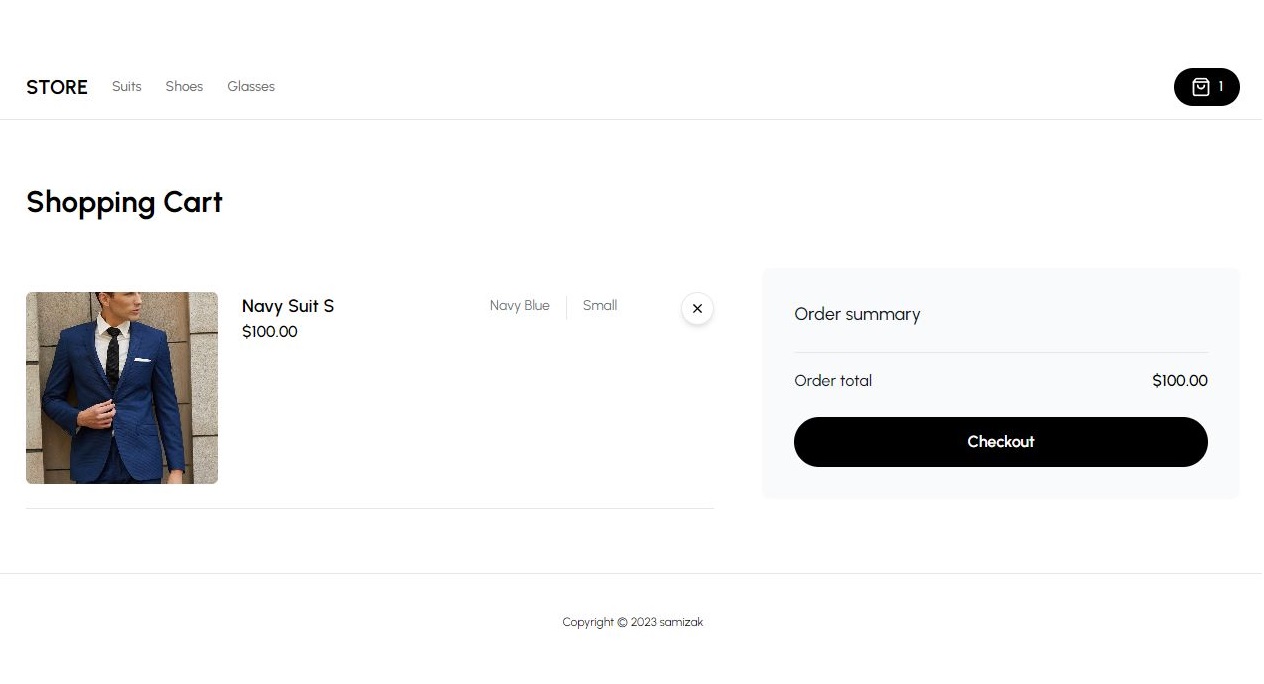 STORE Suits Shoes Glasses 1
Shopping Cart
Navy Suit S
$100.00
Navy Blue Small
Order summary
Order total $100.00
Checkout
Copyright © 2023 samizak